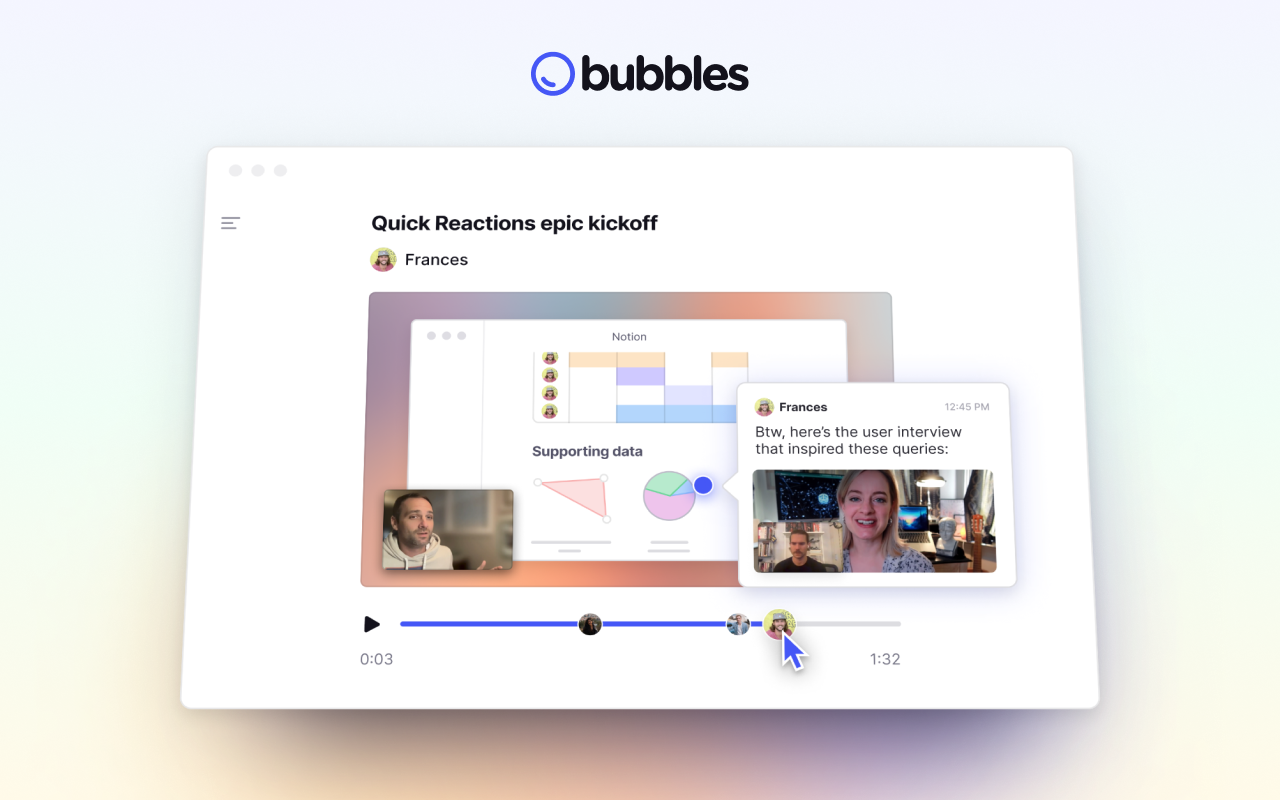 bubbles
Quick Reactions epic kickoff
Frances
Notion
Supporting data
Frances
12:45 PM
Btw, here's the user interview
that inspired these queries:
0:03
1:32